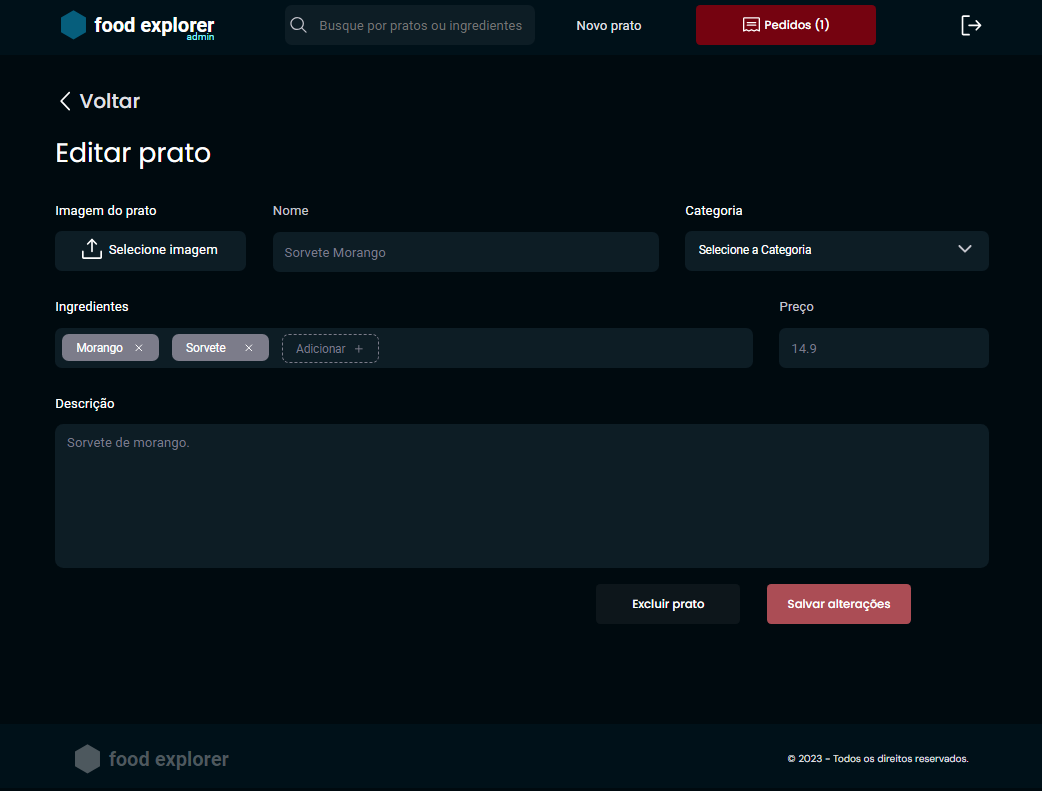 food explorer
admin
Busque por pratos ou ingredientes
Novo prato
Pedidos (1)
Voltar
Editar prato
Imagem do prato
Nome
Categoria
Selecione imagem
Sorvete Morango
Selecione a Categoria
Ingredientes
Preço
Morango
Sorvete
Adicionar +
14.9
Descrição
Sorvete de morango.
Excluir prato
Salvar alterações
food explorer
© 2023 - Todos os direitos reservados.